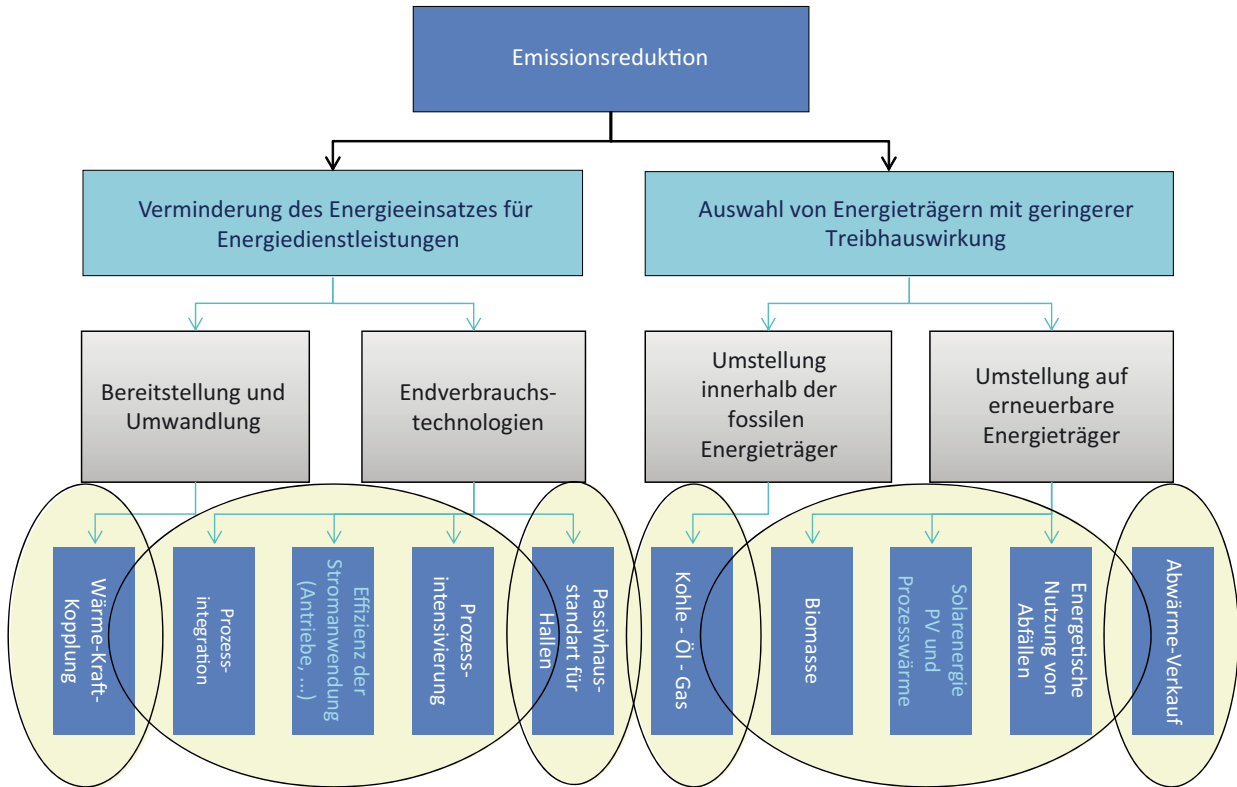 Emissionsreduktion
Verminderung des Energieeinsatzes für
Energiedienstleistungen
Auswahl von Energieträgern mit geringerer
Treibhauswirkung
Bereitstellung und
Umwandlung
Endverbrauchs-
technologien
Umstellung
innerhalb der
fossilen
Energieträger
Umstellung auf
erneuerbare
Energieträger
Wärme-Kraft-
Kopplung
Prozess-
integration
Effizienz der
Stromanwendung
(Antriebe, ...)
Prozess-
intensivierung
Passivhaus-
standart für
Hallen
Kohle - Öl - Gas
Biomasse
Solarenergie
PV und
Prozesswärme
Energetische
Nutzung von
Abfällen
Abwärme-Verkauf